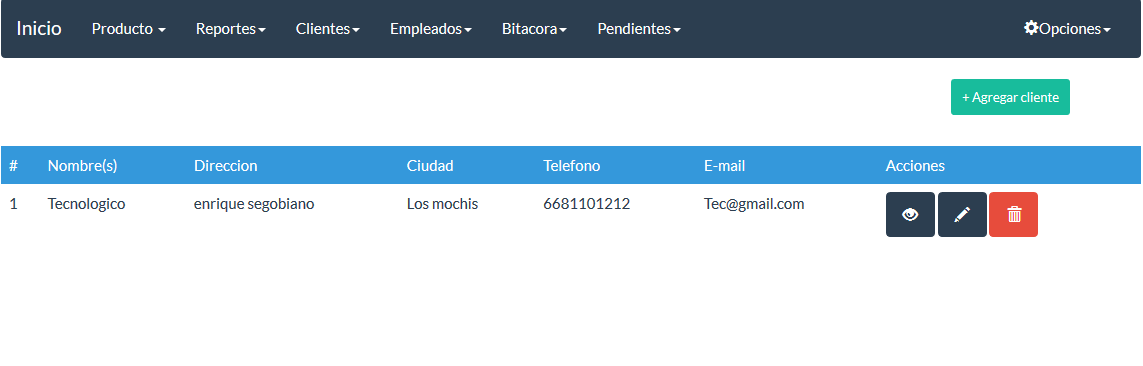 Inicio Producto Reportes Clientes Empleados Bitacora Pendientes Opciones
+ Agregar cliente
# Nombre(s) Direccion Ciudad Telefono E-mail Acciones
1 Tecnologico enrique segobiano Los mochis 6681101212 Tec@gmail.com